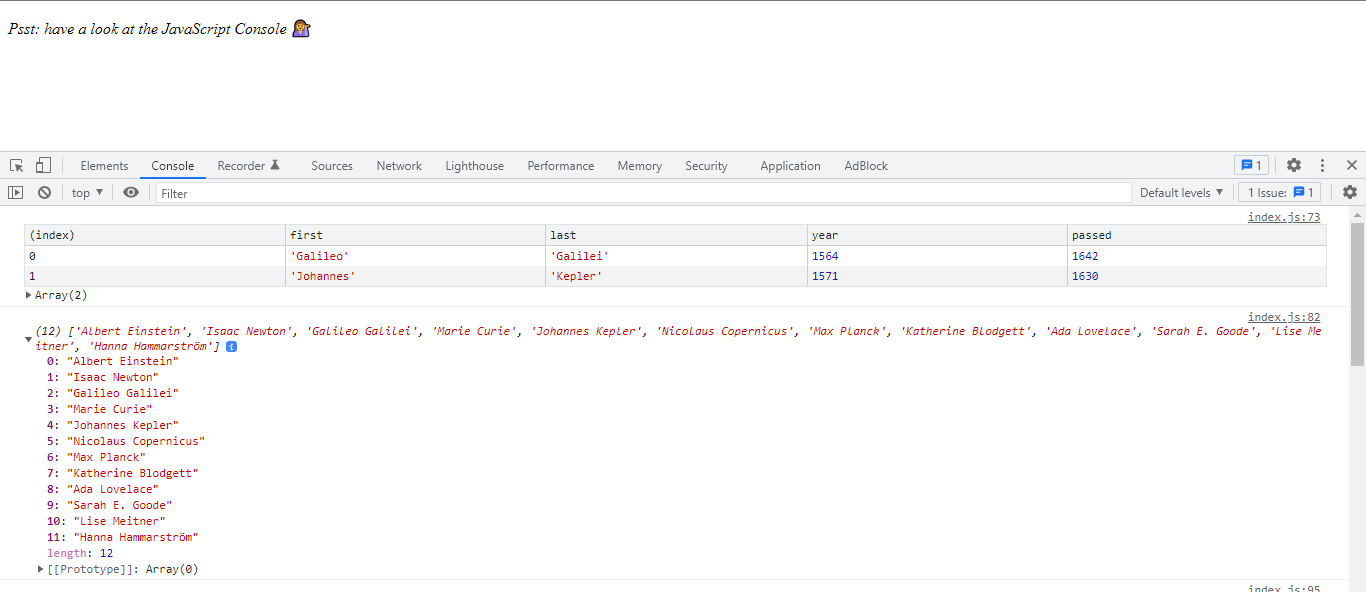 Psst: have a look at the JavaScript Console 💁
Elements Console Recorder Sources Network Lighthouse Performance Memory Security Application AdBlock 1
top ▼ Filter Default levels ▼ 1 Issue: 1
index.js:73
(index) first last year passed
0 'Galileo' 'Galilei' 1564 1642
1 'Johannes' 'Kepler' 1571 1630
▶ Array(2)
index.js:82
(12) ['Albert Einstein', 'Isaac Newton', 'Galileo Galilei', 'Marie Curie', 'Johannes Kepler', 'Nicolaus Copernicus', 'Max Planck', 'Katherine Blodgett', 'Ada Lovelace', 'Sarah E. Goode', 'Lise Me
itner', 'Hanna Hammarström'] i
0: "Albert Einstein"
1: "Isaac Newton"
2: "Galileo Galilei"
3: "Marie Curie"
4: "Johannes Kepler"
5: "Nicolaus Copernicus"
6: "Max Planck"
7: "Katherine Blodgett"
8: "Ada Lovelace"
9: "Sarah E. Goode"
10: "Lise Meitner"
11: "Hanna Hammarström"
length: 12
▶ [[Prototype]]: Array(0)
index.js:95